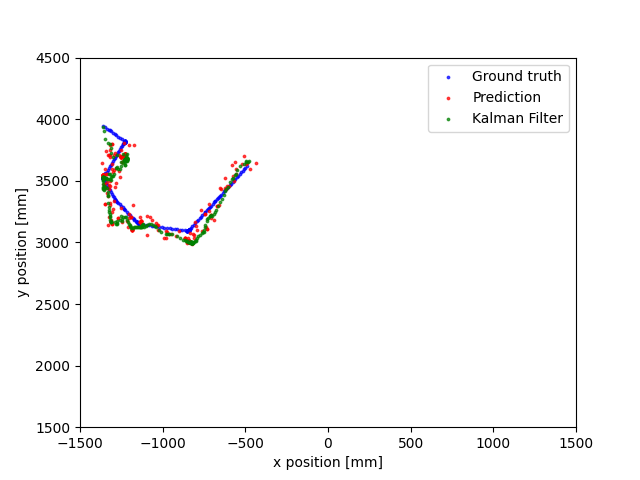 4500
4000
3500
3000
2500
2000
1500
y position [mm]
Ground truth
Prediction
Kalman Filter
−1500
−1000
−500
0
500
1000
1500
x position [mm]